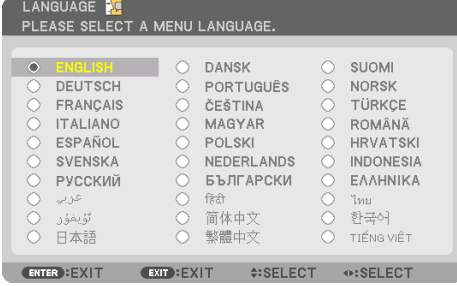 LANGUAGE
PLEASE SELECT A MENU LANGUAGE.
ENGLISH DANSK SUOMI
DEUTSCH PORTUGUÊS NORSK
FRANÇAIS ČEŠTINA TÜRKÇE
ITALIANO MAGYAR ROMÂNĂ
ESPAÑOL POLSKI HRVATSKI
SVENSKA NEDERLANDS INDONESIA
РУССКИЙ БЪЛГАРСКИ ΕΛΛΗΝΙΚΑ
عربي हिंदी ไทย
ئۇيغۇر 简体中文 한국어
日本語 繁體中文 TIẾNG VIỆT
ENTER:EXIT EXIT:EXIT :SELECT :SELECT